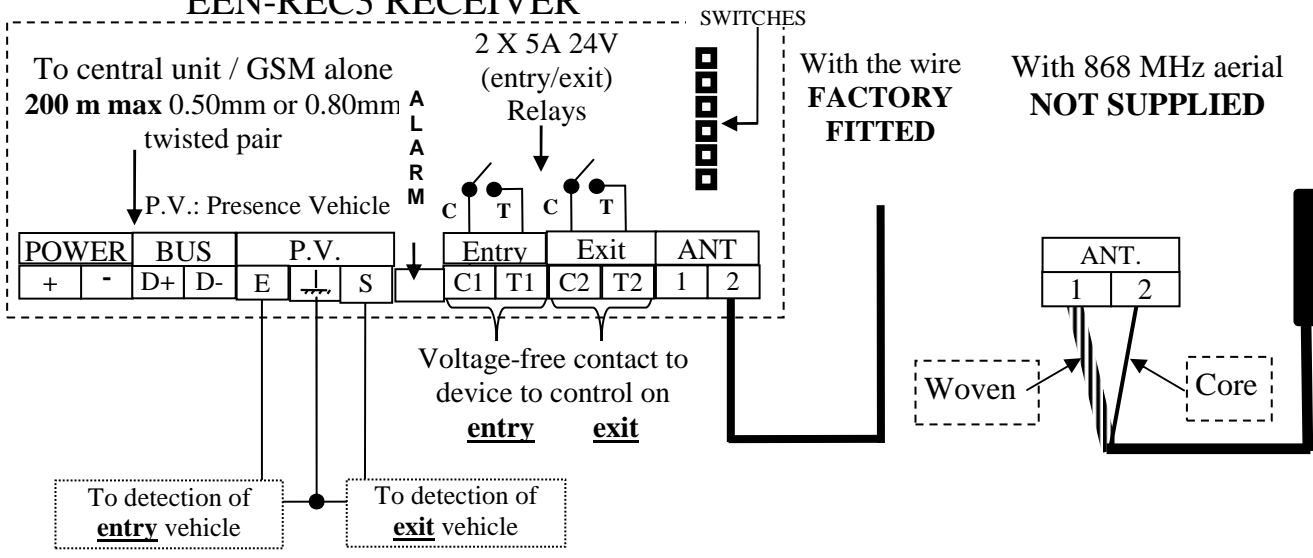 EEN-REC3 RECEIVER
SWITCHES
To central unit / GSM alone
200 m max 0.50mm or 0.80mm
twisted pair
P.V.: Presence Vehicle
A
L
A
R
M
2 X 5A 24V
(entry/exit)
Relays
C T C T
With the wire
FACTORY
FITTED
With 868 MHz aerial
NOT SUPPLIED
POWER BUS P.V. Entry Exit ANT
+ - D+ D- E S C1 T1 C2 T2 1 2
Voltage-free contact to
device to control on
entry exit
ANT.
1 2
Woven
Core
To detection of
entry vehicle
To detection of
exit vehicle